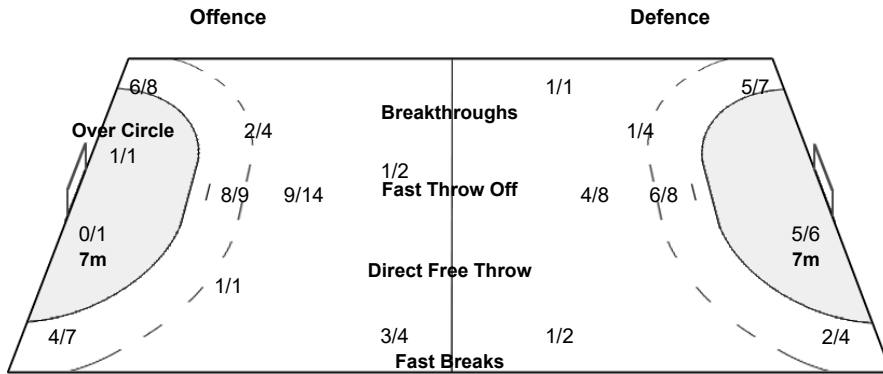 Offence Defence
6/8 1/1 5/7
Breakthroughs
Over Circle 2/4 1/4
1/1
1/2
8/9 9/14 Fast Throw Off 4/8 6/8
0/1 5/6
7m 7m
Direct Free Throw
1/1
4/7 3/4 1/2 2/4
Fast Breaks